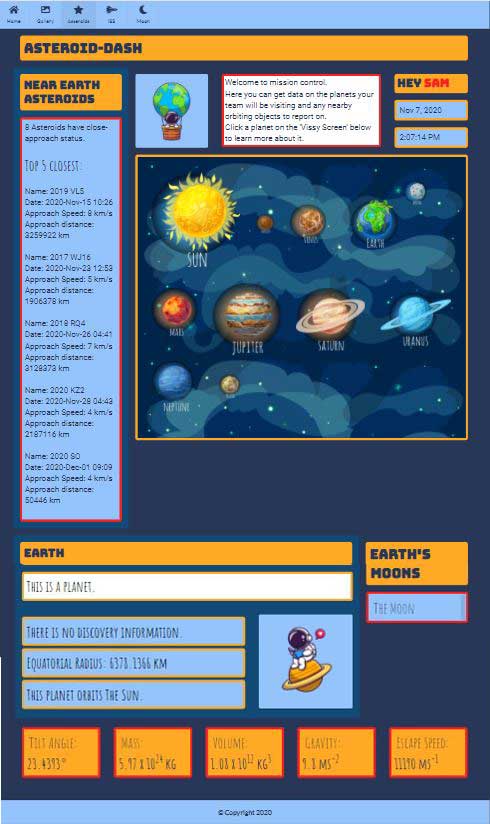 Home Gallery Asteroids ISS Moon
ASTEROID-DASH
NEAR EARTH
ASTEROIDS
8 Asteroids have close-
approach status.
Top 5 closest:
Name: 2019 VL5
Date: 2020-Nov-15 10:26
Approach Speed: 8 km/s
Approach distance:
3259922 km
Name: 2017 WJ16
Date: 2020-Nov-23 12:53
Approach Speed: 5 km/s
Approach distance:
1906378 km
Name: 2018 RQ4
Date: 2020-Nov-26 04:41
Approach Speed: 7 km/s
Approach distance:
3128373 km
Name: 2020 KZ2
Date: 2020-Nov-28 04:43
Approach Speed: 4 km/s
Approach distance:
2187116 km
Name: 2020 SO
Date: 2020-Dec-01 09:09
Approach Speed: 4 km/s
Approach distance:
50446 km
Welcome to mission control.
Here you can get data on the planets your
team will be visiting and any nearby
orbiting objects to report on.
Click a planet on the 'Vissy Screen' below
to learn more about it.
HEY SAM
Nov 7, 2020
2:07:14 PM
SUN
VENUS
EARTH
MARS
JUPITER
SATURN
URANUS
NEPTUNE
EARTH
This is a planet.
There is no discovery information.
Equatorial Radius: 6378.1366 km
This planet orbits The Sun.
EARTH'S
MOONS
The Moon
Tilt Angle:
23.4393°
Mass:
5.97 x 10²⁴ kg
Volume:
1.08 x 10¹² kg³
Gravity:
9.8 ms⁻²
Escape Speed:
11190 ms⁻¹
© Copyright 2020